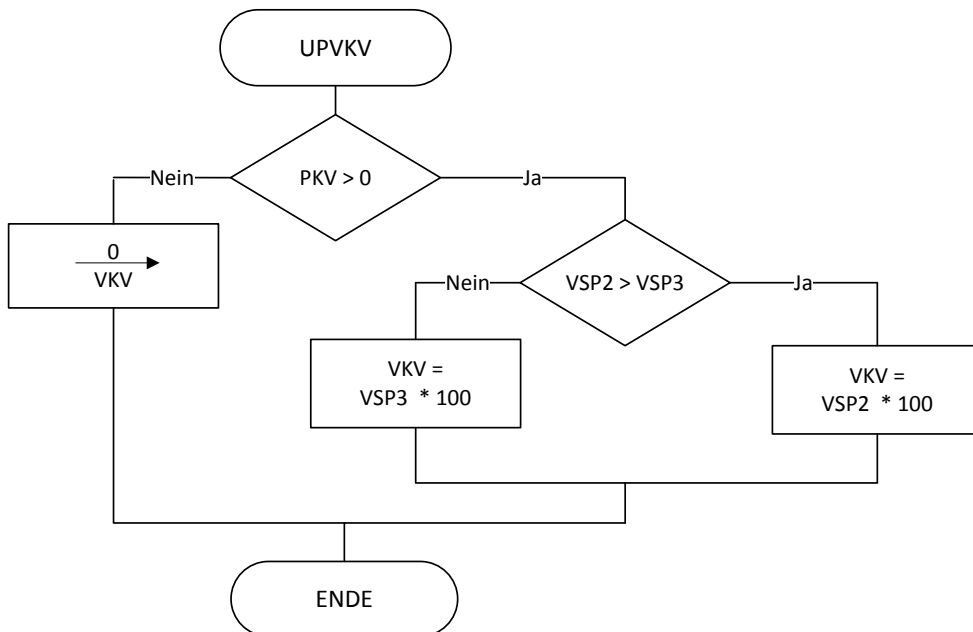 UPVKV
PKV > 0
Nein
Ja
0
VKV
VSP2 > VSP3
Nein
Ja
VKV =
VSP3 * 100
VKV =
VSP2 * 100
ENDE